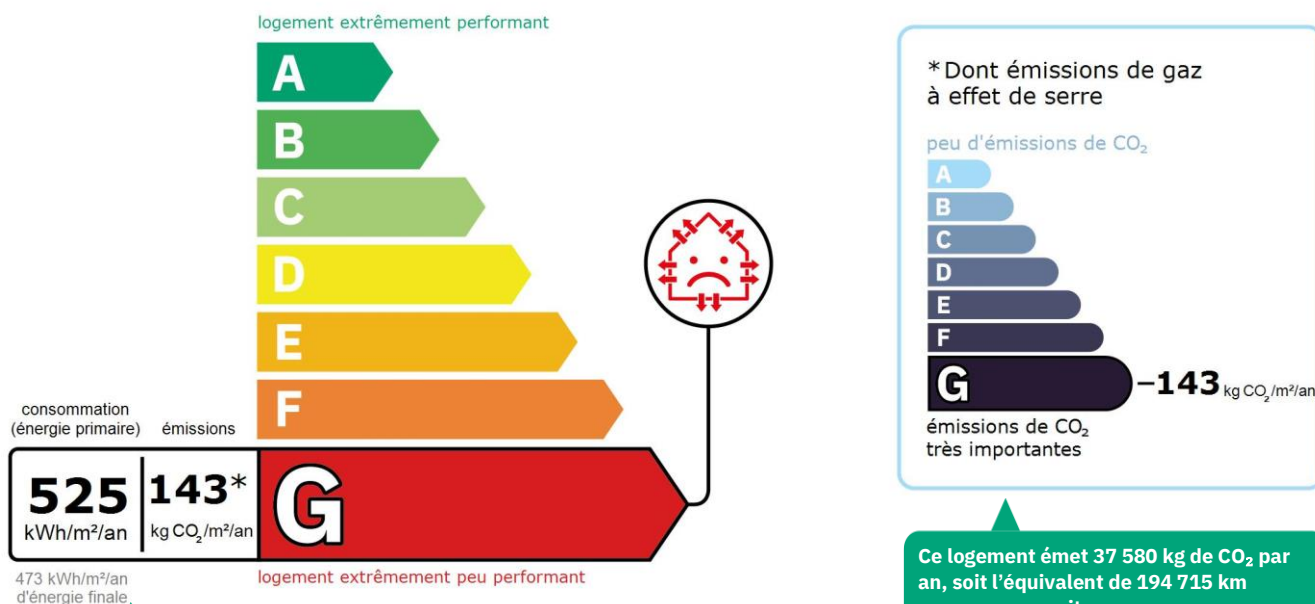 logement extrêmement performant
A
B
C
D
E
F
consommation
(énergie primaire)
émissions
525
kWh/m²/an
143*
kg CO₂/m²/an
G
473 kWh/m²/an
d'énergie finale
logement extrêmement peu performant
*Dont émissions de gaz
à effet de serre
peu d'émissions de CO₂
A
B
C
D
E
F
G
–143 kg CO₂/m²/an
émissions de CO₂
très importantes
Ce logement émet 37 580 kg de CO₂ par
an, soit l'équivalent de 194 715 km